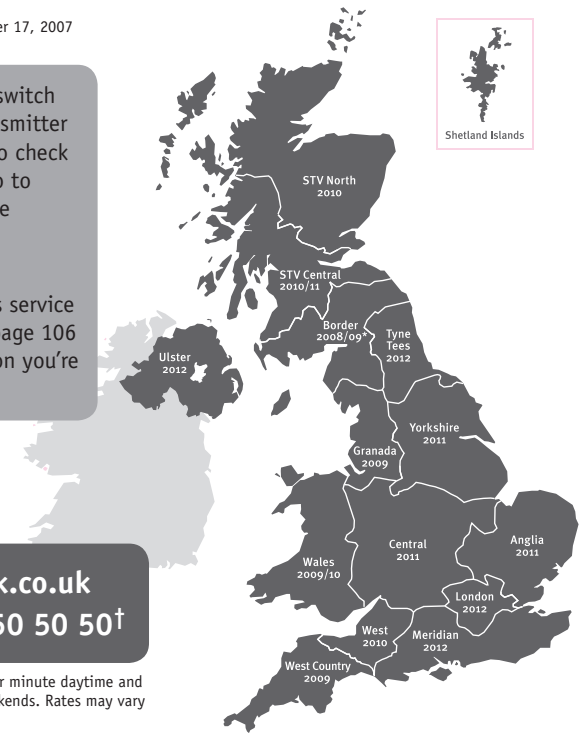 er 17, 2007
switch
smitter
o check
o to
e
s service
age 106
on you're
k.co.uk
50 50 50†
r minute daytime and
kends. Rates may vary
Shetland Islands
STV North
2010
STV Central
2010/11
Border
2008/09*
Tyne
Tees
2012
Ulster
2012
Yorkshire
2011
Granada
2009
Anglia
2011
Central
2011
Wales
2009/10
London
2012
West
2010
Meridian
2012
West Country
2009